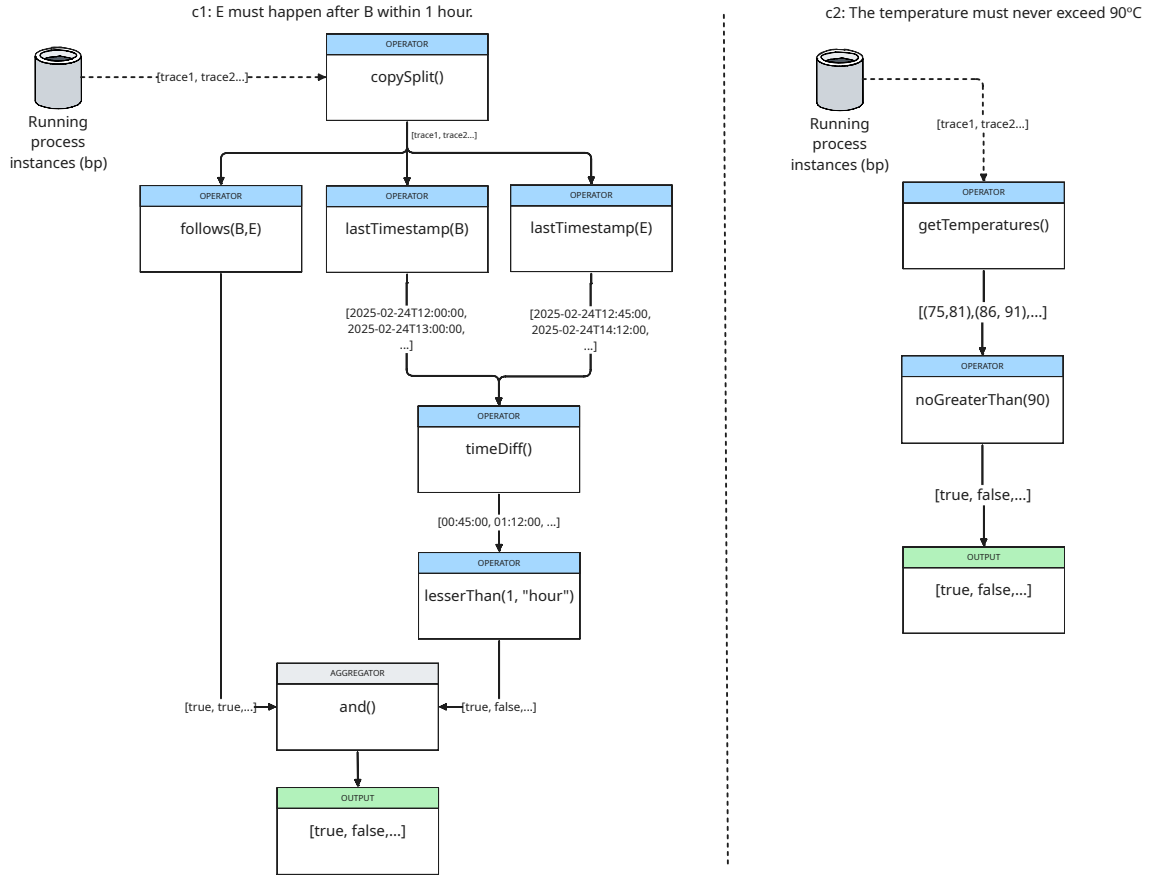 c1: E must happen after B within 1 hour.
OPERATOR
copySplit()
[trace1, trace2...]
Running
process
instances (bp)
[trace1, trace2...]
OPERATOR
follows(B,E)
OPERATOR
lastTimestamp(B)
OPERATOR
lastTimestamp(E)
[2025-02-24T12:00:00,
2025-02-24T13:00:00,
...]
[2025-02-24T12:45:00,
2025-02-24T14:12:00,
...]
OPERATOR
timeDiff()
[00:45:00, 01:12:00, ...]
OPERATOR
lesserThan(1, "hour")
AGGREGATOR
and()
[true, true,...]
[true, false,...]
OUTPUT
[true, false,...]
c2: The temperature must never exceed 90ºC
Running
process
instances (bp)
[trace1, trace2...]
OPERATOR
getTemperatures()
[(75,81),(86, 91),...]
OPERATOR
noGreaterThan(90)
[true, false,...]
OUTPUT
[true, false,...]